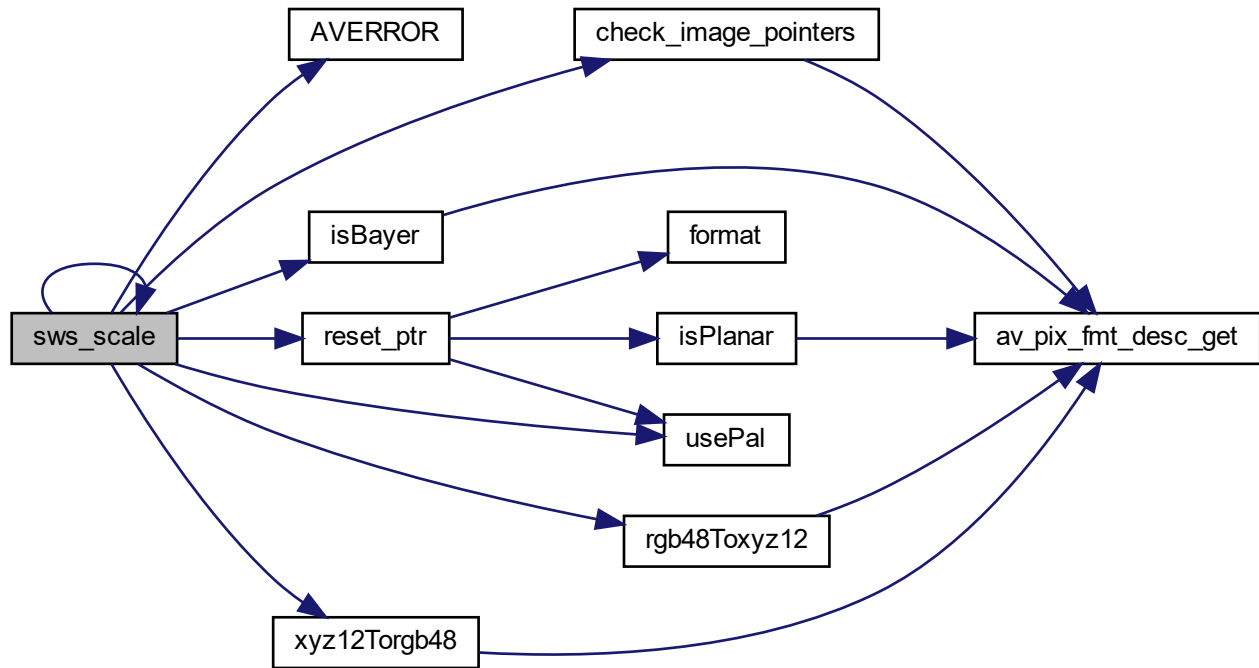 AVERROR
check_image_pointers
isBayer
format
sws_scale
reset_ptr
isPlanar
av_pix_fmt_desc_get
usePal
rgb48Toxyz12
xyz12Torgb48